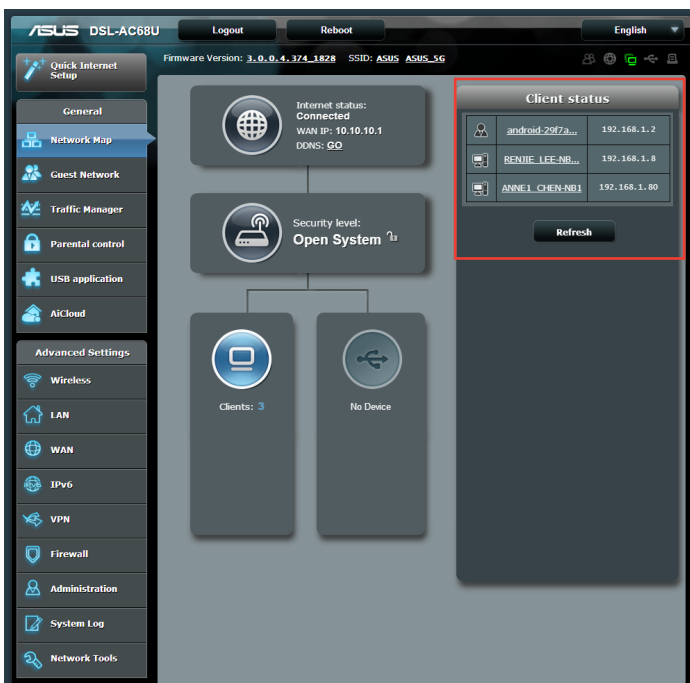 ASUS DSL-AC68U
Logout
Reboot
English
Quick Internet
Setup
Firmware Version: 3.0.0.4.374_1828 SSID: ASUS ASUS_5G
General
Network Map
Guest Network
Traffic Manager
Parental control
USB application
AiCloud
Advanced Settings
Wireless
LAN
WAN
IPv6
VPN
Firewall
Administration
System Log
Network Tools
Internet status:
Connected
WAN IP: 10.10.10.1
DDNS: GO
Security level:
Open System
Clients: 3
No Device
Client status
android-29f7a... 192.168.1.2
RENJIE_LEE-NB... 192.168.1.8
ANNE1_CHEN-NB1 192.168.1.80
Refresh